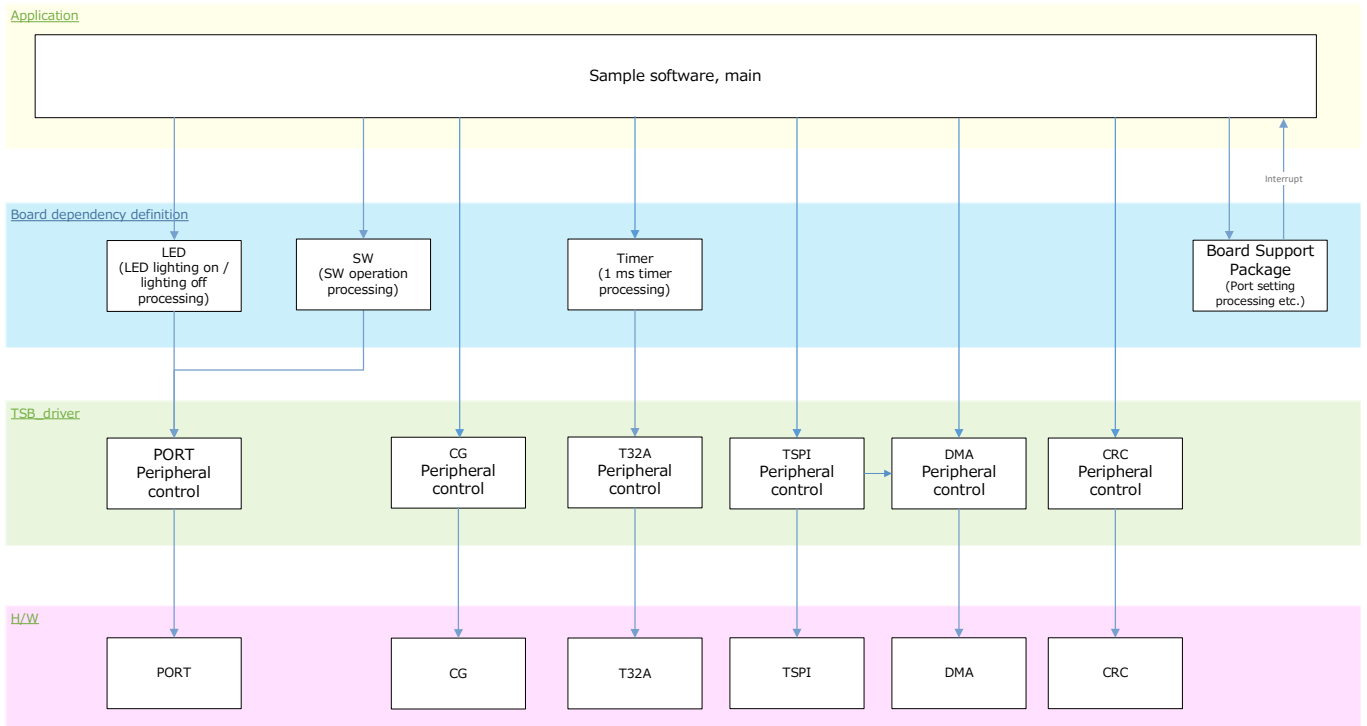 Application
Sample software, main
Interrupt
Board dependency definition
LED
(LED lighting on /
lighting off
processing)
SW
(SW operation
processing)
Timer
(1 ms timer
processing)
Board Support
Package
(Port setting
processing etc.)
TSB_driver
PORT
Peripheral
control
CG
Peripheral
control
T32A
Peripheral
control
TSPI
Peripheral
control
DMA
Peripheral
control
CRC
Peripheral
control
H/W
PORT
CG
T32A
TSPI
DMA
CRC